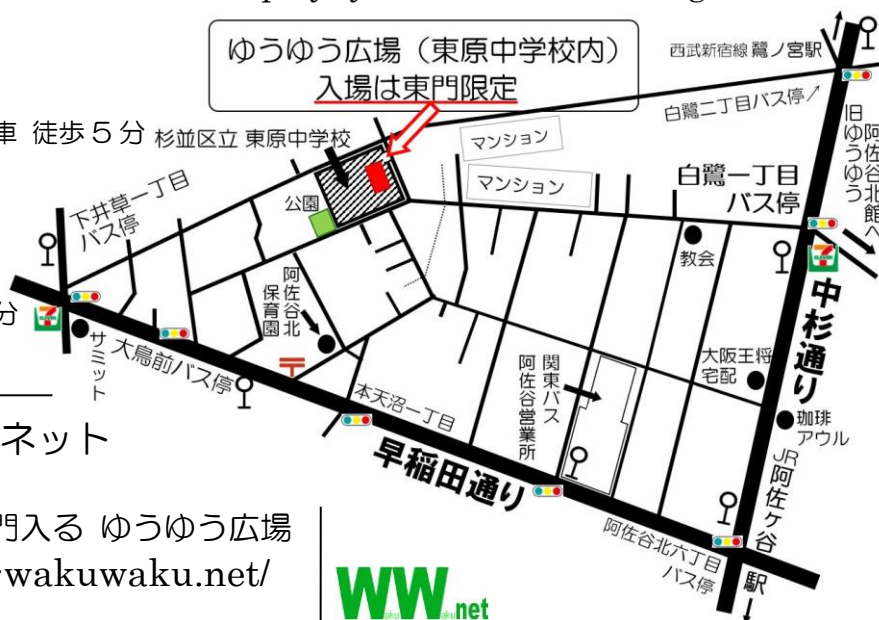 ゆうゆう広場（東原中学校内）
入場は東門限定
西武新宿線 鷺ノ宮駅
白鷺二丁目バス停
旧阿佐谷北館へ
ゆうゆう
車 徒歩５分
杉並区立 東原中学校
マンション
マンション
白鷺一丁目
バス停
下井草一丁目
バス停
公園
教会
7
ELEVEN
中杉通り
阿佐谷北
保育園
分
7
サミット
大鳥前バス停
大阪王将
宅配
関東バス
阿佐谷営業所
本天沼一丁目
珈琲
アウル
ネット
早稲田通り
JR阿佐ヶ谷
駅
阿佐谷北六丁目
バス停
門入る ゆうゆう広場
wakuwaku.net/
WW.net
aku
aku